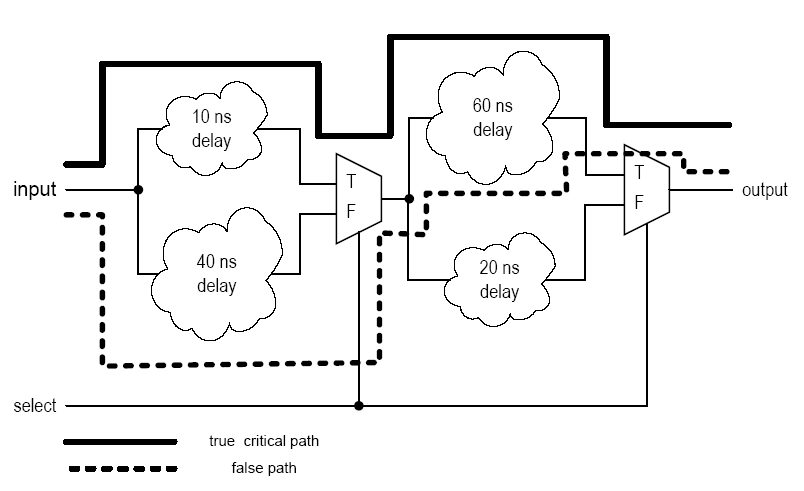 10 ns
delay
60 ns
delay
T
F
input
T
F
output
40 ns
delay
20 ns
delay
select
true critical path
false path